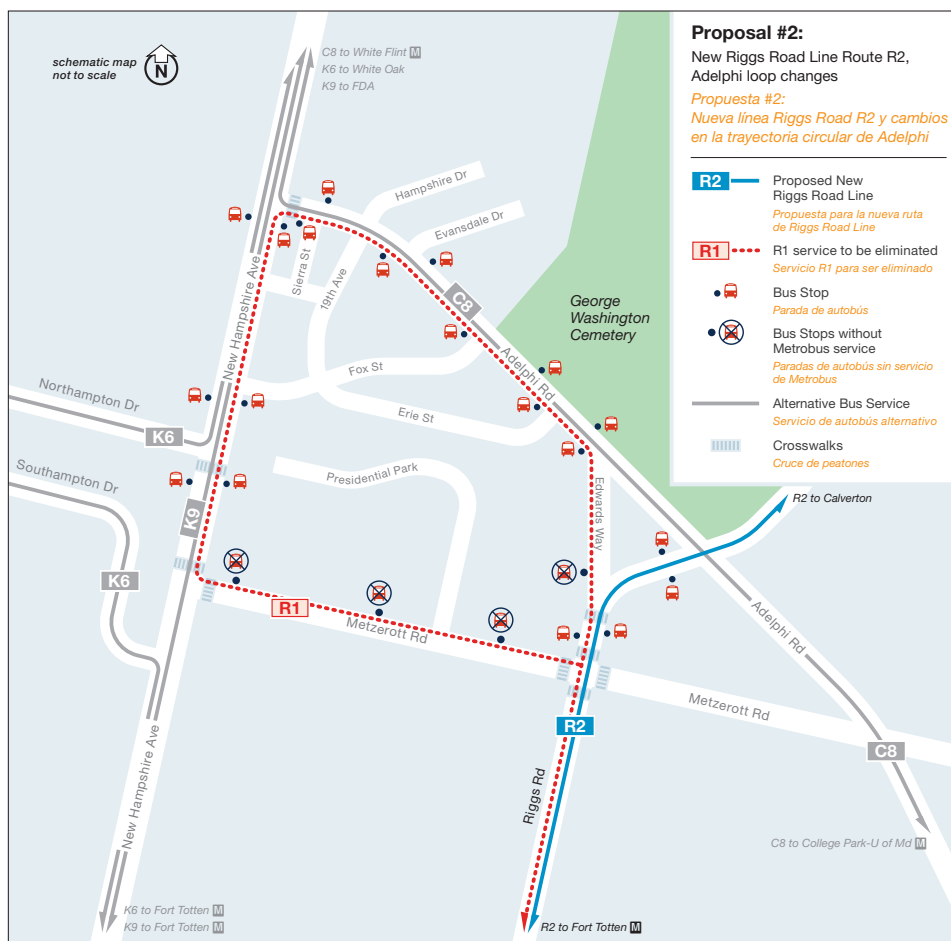 schematic map
not to scale
N
C8 to White Flint M
K6 to White Oak
K9 to FDA
Proposal #2:
New Riggs Road Line Route R2,
Adelphi loop changes
Propuesta #2:
Nueva línea Riggs Road R2 y cambios
en la trayectoria circular de Adelphi
R2
Proposed New
Riggs Road Line
Propuesta para la nueva ruta
de Riggs Road Line
R1
R1 service to be eliminated
Servicio R1 para ser eliminado
Bus Stop
Parada de autobús
Bus Stops without
Metrobus service
Paradas de autobús sin servicio
de Metrobus
Alternative Bus Service
Servicio de autobús alternativo
Crosswalks
Cruce de peatones
Hampshire Dr
Evansdale Dr
Sierra St
19th Ave
New Hampshire Ave
C8
George
Washington
Cemetery
Adelphi Rd
Fox St
Erie St
Northampton Dr
K6
Southampton Dr
Presidential Park
K9
Edwards Way
R2 to Calverton
K6
R1
Metzerott Rd
Adelphi Rd
Metzerott Rd
R2
C8
Riggs Rd
New Hampshire Ave
C8 to College Park-U of Md M
K6 to Fort Totten M
K9 to Fort Totten M
R2 to Fort Totten M